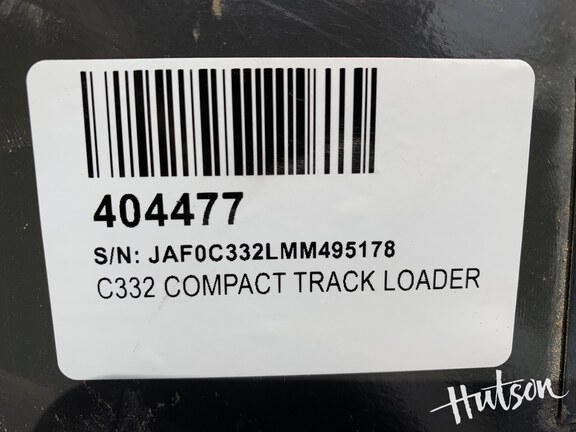 404477
S/N: JAF0C332LMM495178
C332 COMPACT TRACK LOADER
Hutson